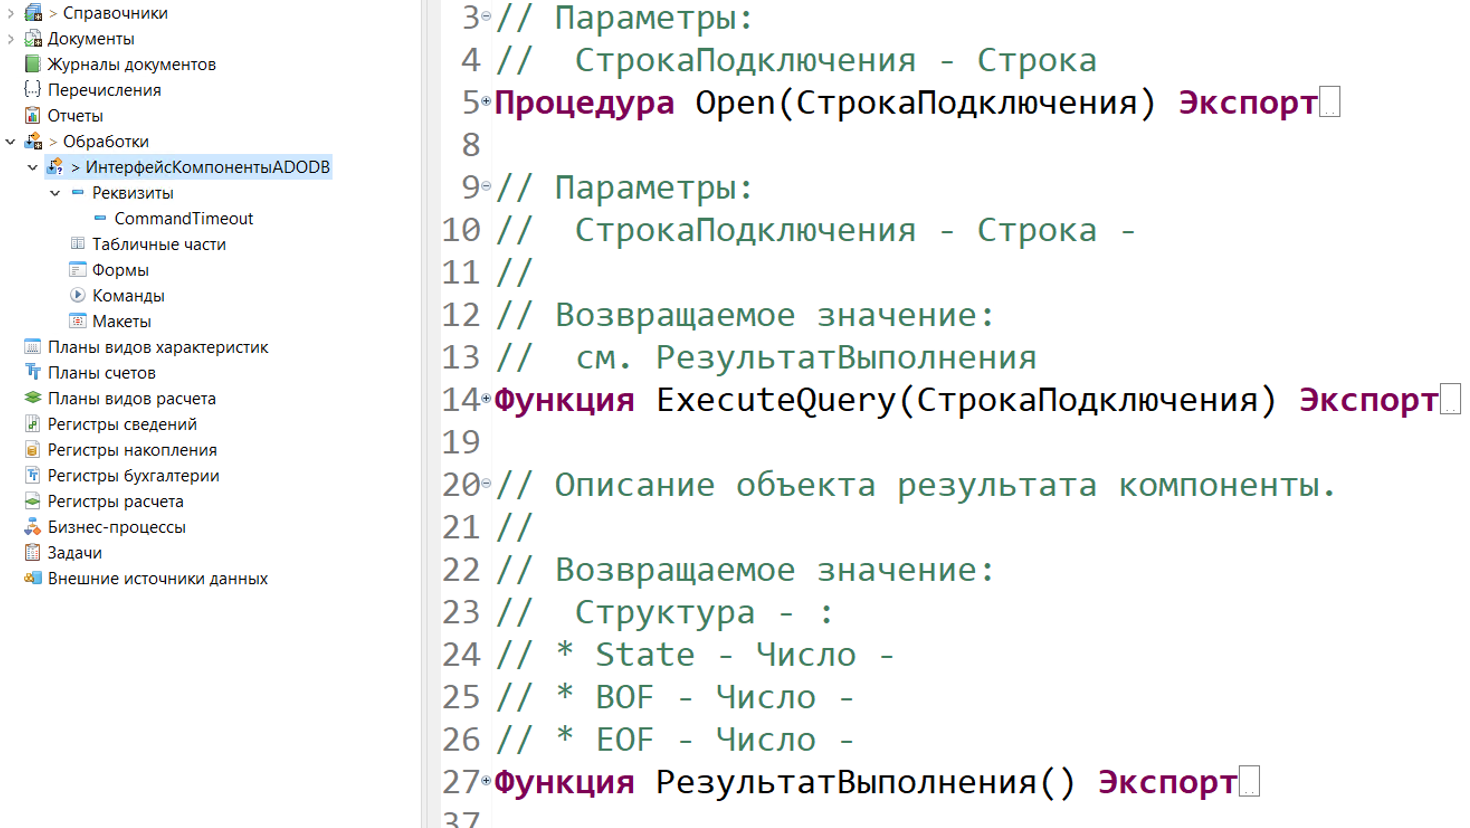 > Справочники
Документы
Журналы документов
Перечисления
Отчеты
> Обработки
> ИнтерфейсКомпонентыADODB
Реквизиты
CommandTimeout
Табличные части
Формы
Команды
Макеты
Планы видов характеристик
Планы счетов
Планы видов расчета
Регистры сведений
Регистры накопления
Регистры бухгалтерии
Регистры расчета
Бизнес-процессы
Задачи
Внешние источники данных
3 // Параметры:
4 //  СтрокаПодключения - Строка
5 Процедура Open(СтрокаПодключения) Экспорт
8
9 // Параметры:
10 //  СтрокаПодключения - Строка -
11 //
12 // Возвращаемое значение:
13 //  см. РезультатВыполнения
14 Функция ExecuteQuery(СтрокаПодключения) Экспорт
19
20 // Описание объекта результата компоненты.
21 //
22 // Возвращаемое значение:
23 //  Структура - :
24 // * State - Число -
25 // * BOF - Число -
26 // * EOF - Число -
27 Функция РезультатВыполнения() Экспорт
37